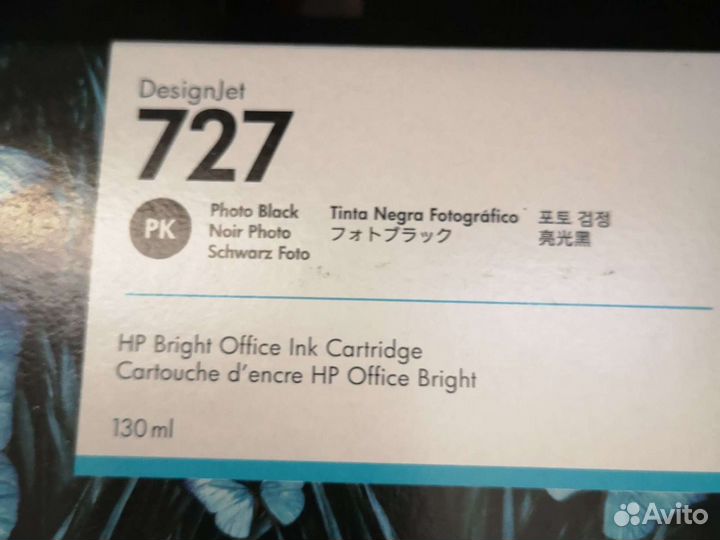 DesignJet
727
PK
Photo Black
Noir Photo
Schwarz Foto
Tinta Negra Fotográfico
フォトブラック
포토 검정
亮光黑
HP Bright Office Ink Cartridge
Cartouche d'encre HP Office Bright
130 ml
Avito